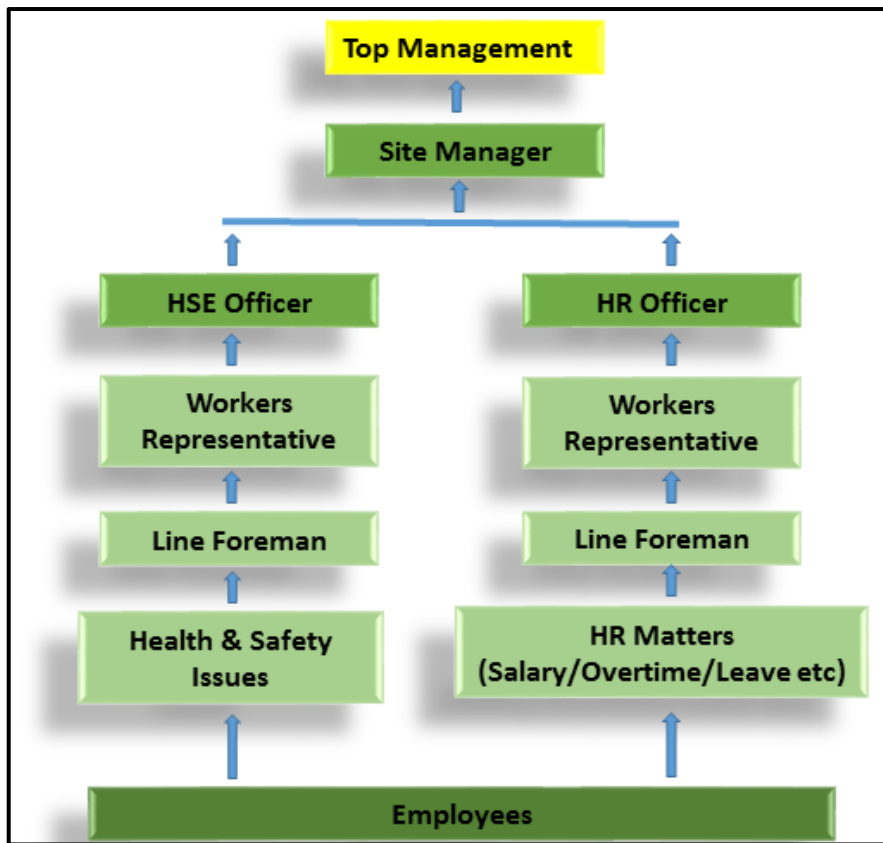 Top Management
Site Manager
HSE Officer
HR Officer
Workers
Representative
Workers
Representative
Line Foreman
Line Foreman
Health & Safety
Issues
HR Matters
(Salary/Overtime/Leave etc)
Employees